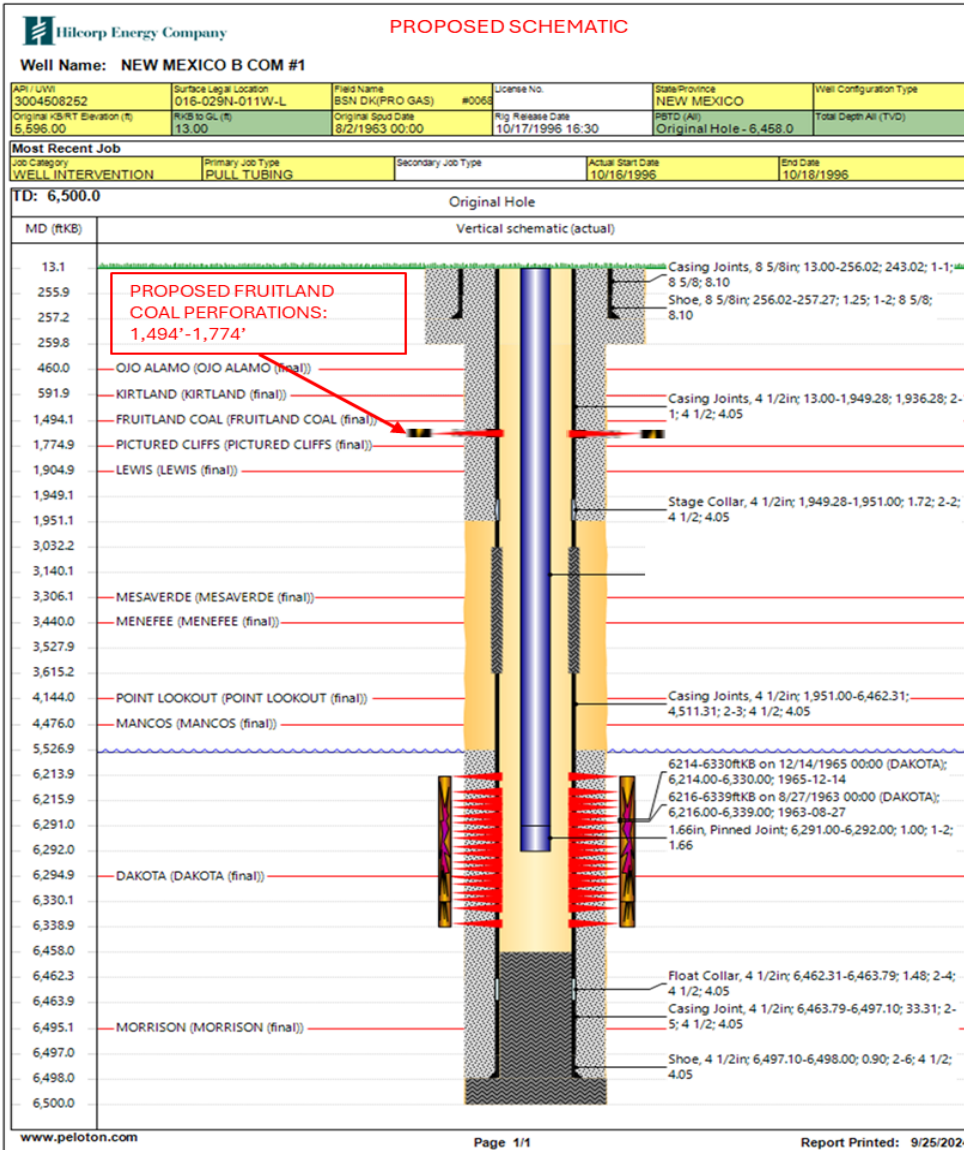 Hilcorp Energy Company
PROPOSED SCHEMATIC
Well Name: NEW MEXICO B COM #1
API / UWI
3004508252
Surface Legal Location
016-029N-011W-L
Field Name
BSN DK(PRO GAS) #0068
License No.
State/Province
NEW MEXICO
Well Configuration Type
Original KB/RT Elevation (ft)
5,596.00
RKB to GL (ft)
13.00
Original Spud Date
8/2/1963 00:00
Rig Release Date
10/17/1996 16:30
PBTD (All)
Original Hole - 6,458.0
Total Depth All (TVD)
Most Recent Job
Job Category
WELL INTERVENTION
Primary Job Type
PULL TUBING
Secondary Job Type
Actual Start Date
10/16/1996
End Date
10/18/1996
TD: 6,500.0
Original Hole
MD (ftKB)
Vertical schematic (actual)
13.1
255.9
257.2
259.8
460.0
591.9
1,494.1
1,774.9
1,904.9
1,949.1
1,951.1
3,032.2
3,140.1
3,306.1
3,440.0
3,527.9
3,615.2
4,144.0
4,476.0
5,526.9
6,213.9
6,215.9
6,291.0
6,292.0
6,294.9
6,330.1
6,338.9
6,458.0
6,462.3
6,463.9
6,495.1
6,497.0
6,498.0
6,500.0
PROPOSED FRUITLAND
COAL PERFORATIONS:
1,494'-1,774'
OJO ALAMO (OJO ALAMO (final))
KIRTLAND (KIRTLAND (final))
FRUITLAND COAL (FRUITLAND COAL (final))
PICTURED CLIFFS (PICTURED CLIFFS (final))
LEWIS (LEWIS (final))
MESAVERDE (MESAVERDE (final))
MENEFEE (MENEFEE (final))
POINT LOOKOUT (POINT LOOKOUT (final))
MANCOS (MANCOS (final))
DAKOTA (DAKOTA (final))
MORRISON (MORRISON (final))
Casing Joints, 8 5/8in; 13.00-256.02; 243.02; 1-1;
8 5/8; 8.10
Shoe, 8 5/8in; 256.02-257.27; 1.25; 1-2; 8 5/8;
8.10
Casing Joints, 4 1/2in; 13.00-1,949.28; 1,936.28; 2-
1; 4 1/2; 4.05
Stage Collar, 4 1/2in; 1,949.28-1,951.00; 1.72; 2-2;
4 1/2; 4.05
Casing Joints, 4 1/2in; 1,951.00-6,462.31;
4,511.31; 2-3; 4 1/2; 4.05
6214-6330ftKB on 12/14/1965 00:00 (DAKOTA);
6,214.00-6,330.00; 1965-12-14
6216-6339ftKB on 8/27/1963 00:00 (DAKOTA);
6,216.00-6,339.00; 1963-08-27
1.66in, Pinned Joint; 6,291.00-6,292.00; 1.00; 1-2;
1.66
Float Collar, 4 1/2in; 6,462.31-6,463.79; 1.48; 2-4;
4 1/2; 4.05
Casing Joint, 4 1/2in; 6,463.79-6,497.10; 33.31; 2-
5; 4 1/2; 4.05
Shoe, 4 1/2in; 6,497.10-6,498.00; 0.90; 2-6; 4 1/2;
4.05
www.peloton.com
Page 1/1
Report Printed: 9/25/2024